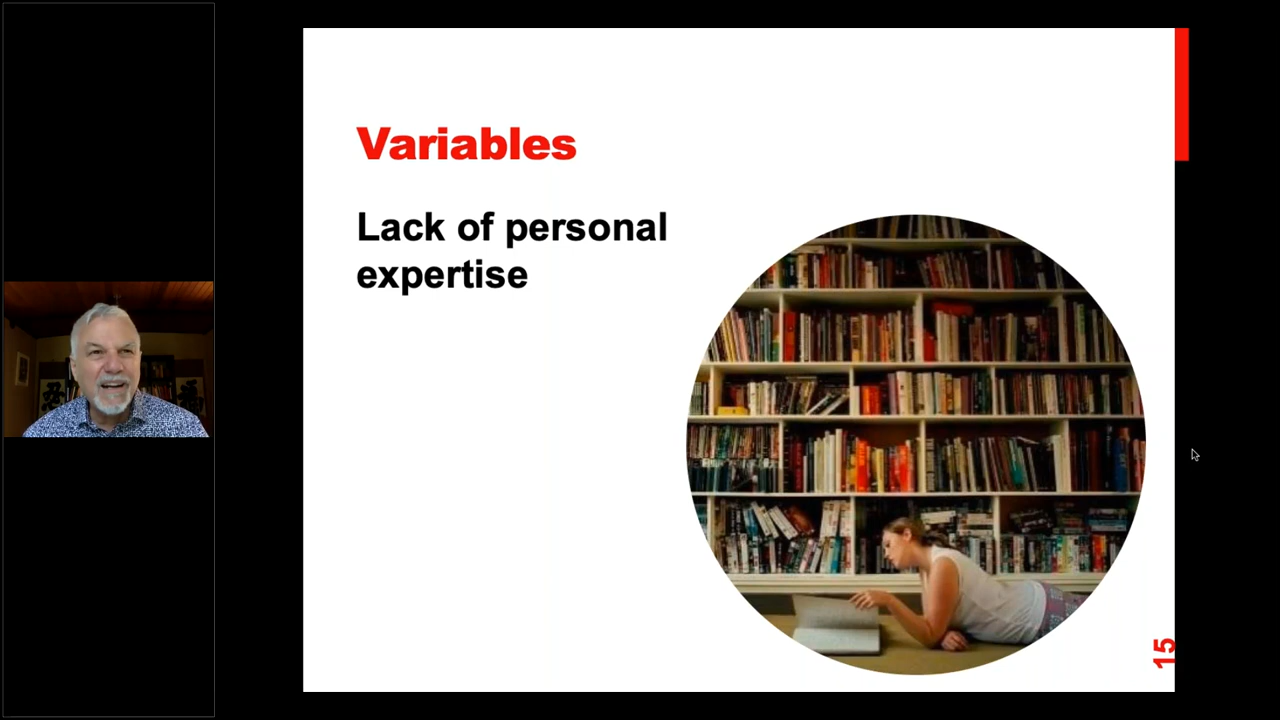 Variables
Lack of personal
expertise
15